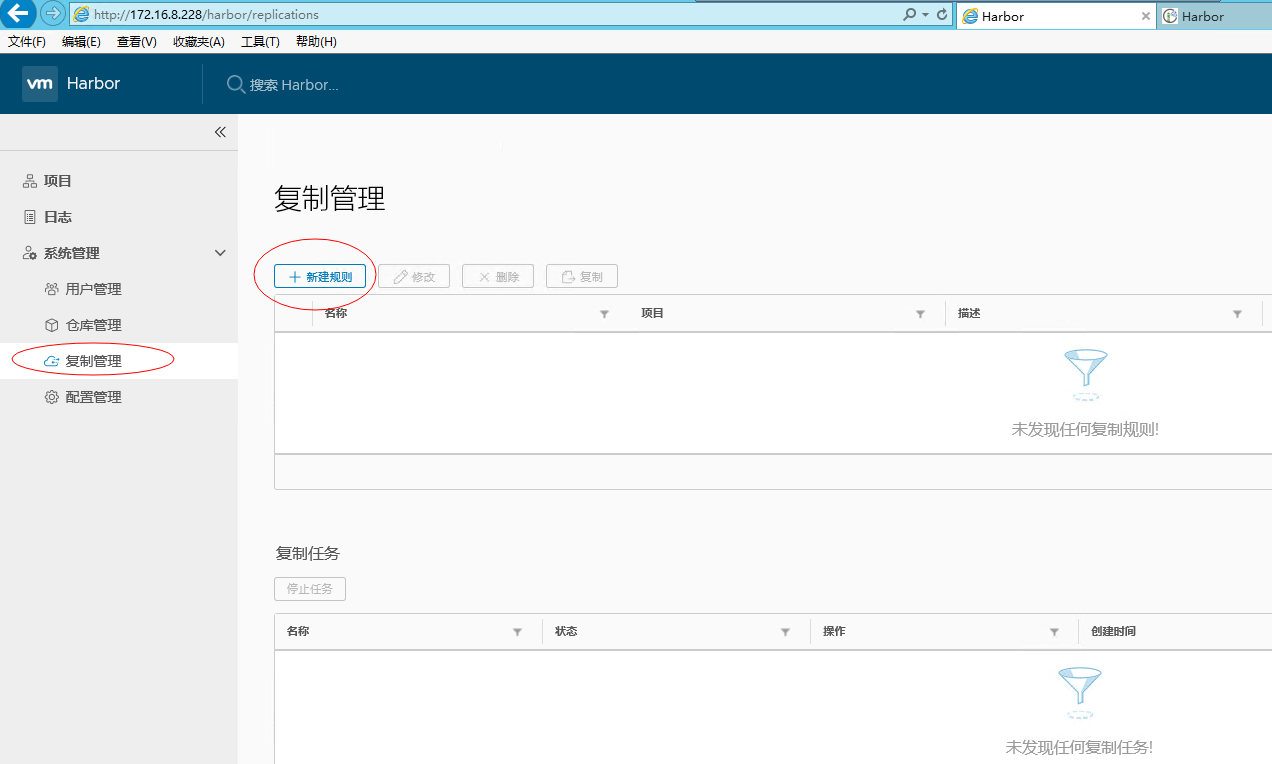 http://172.16.8.228/harbor/replications
Harbor
Harbor
文件(F) 编辑(E) 查看(V) 收藏夹(A) 工具(T) 帮助(H)
vm Harbor 搜索 Harbor...
项目
日志
系统管理
用户管理
仓库管理
复制管理
配置管理
复制管理
新建规则 修改 删除 复制
名称 项目 描述
未发现任何复制规则!
复制任务
停止任务
名称 状态 操作 创建时间
未发现任何复制任务!